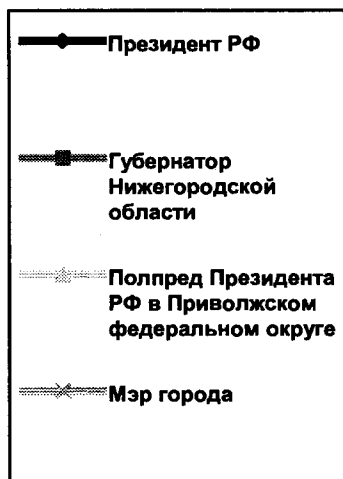 Президент РФ
Губернатор
Нижегородской
области
Полпред Президента
РФ в Приволжском
федеральном округе
Мэр города